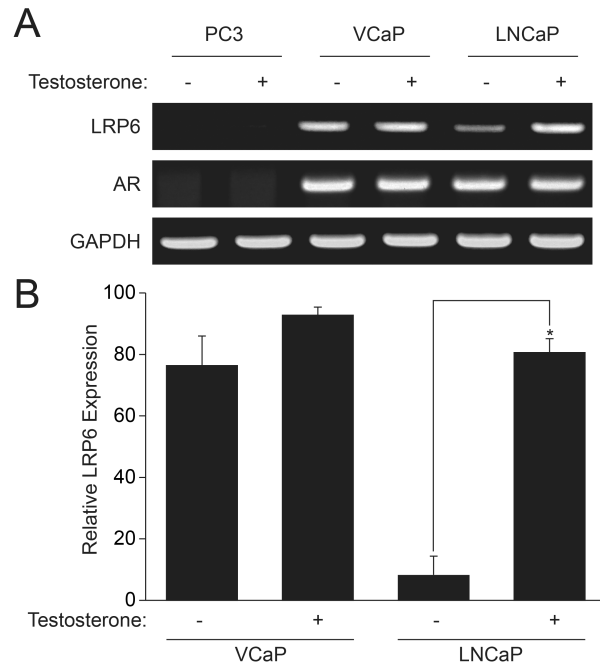 A
PC3 VCaP LNCaP
Testosterone: - + - + - +
LRP6
AR
GAPDH
B
Relative LRP6 Expression
100
80
60
40
20
0
*
Testosterone: - + - +
VCaP LNCaP